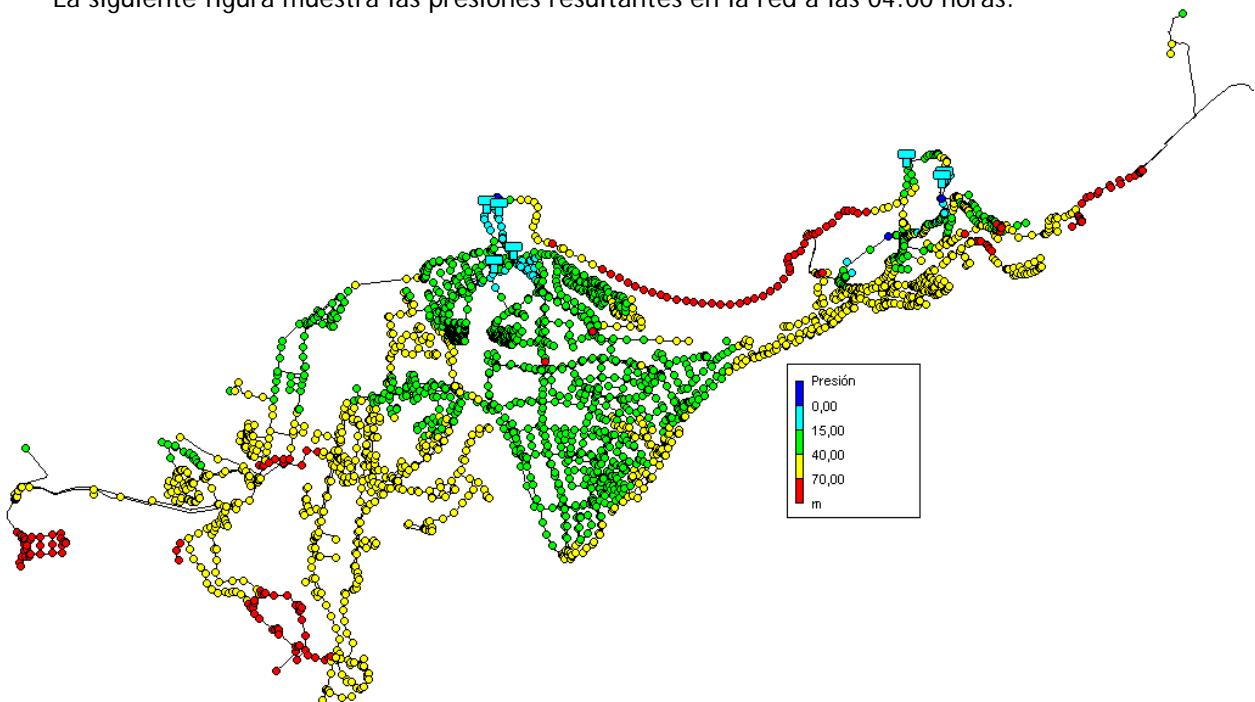 La siguiente figura muestra las presiones resultantes en la red a las 04:00 horas.
Presión
0,00
15,00
40,00
70,00
m